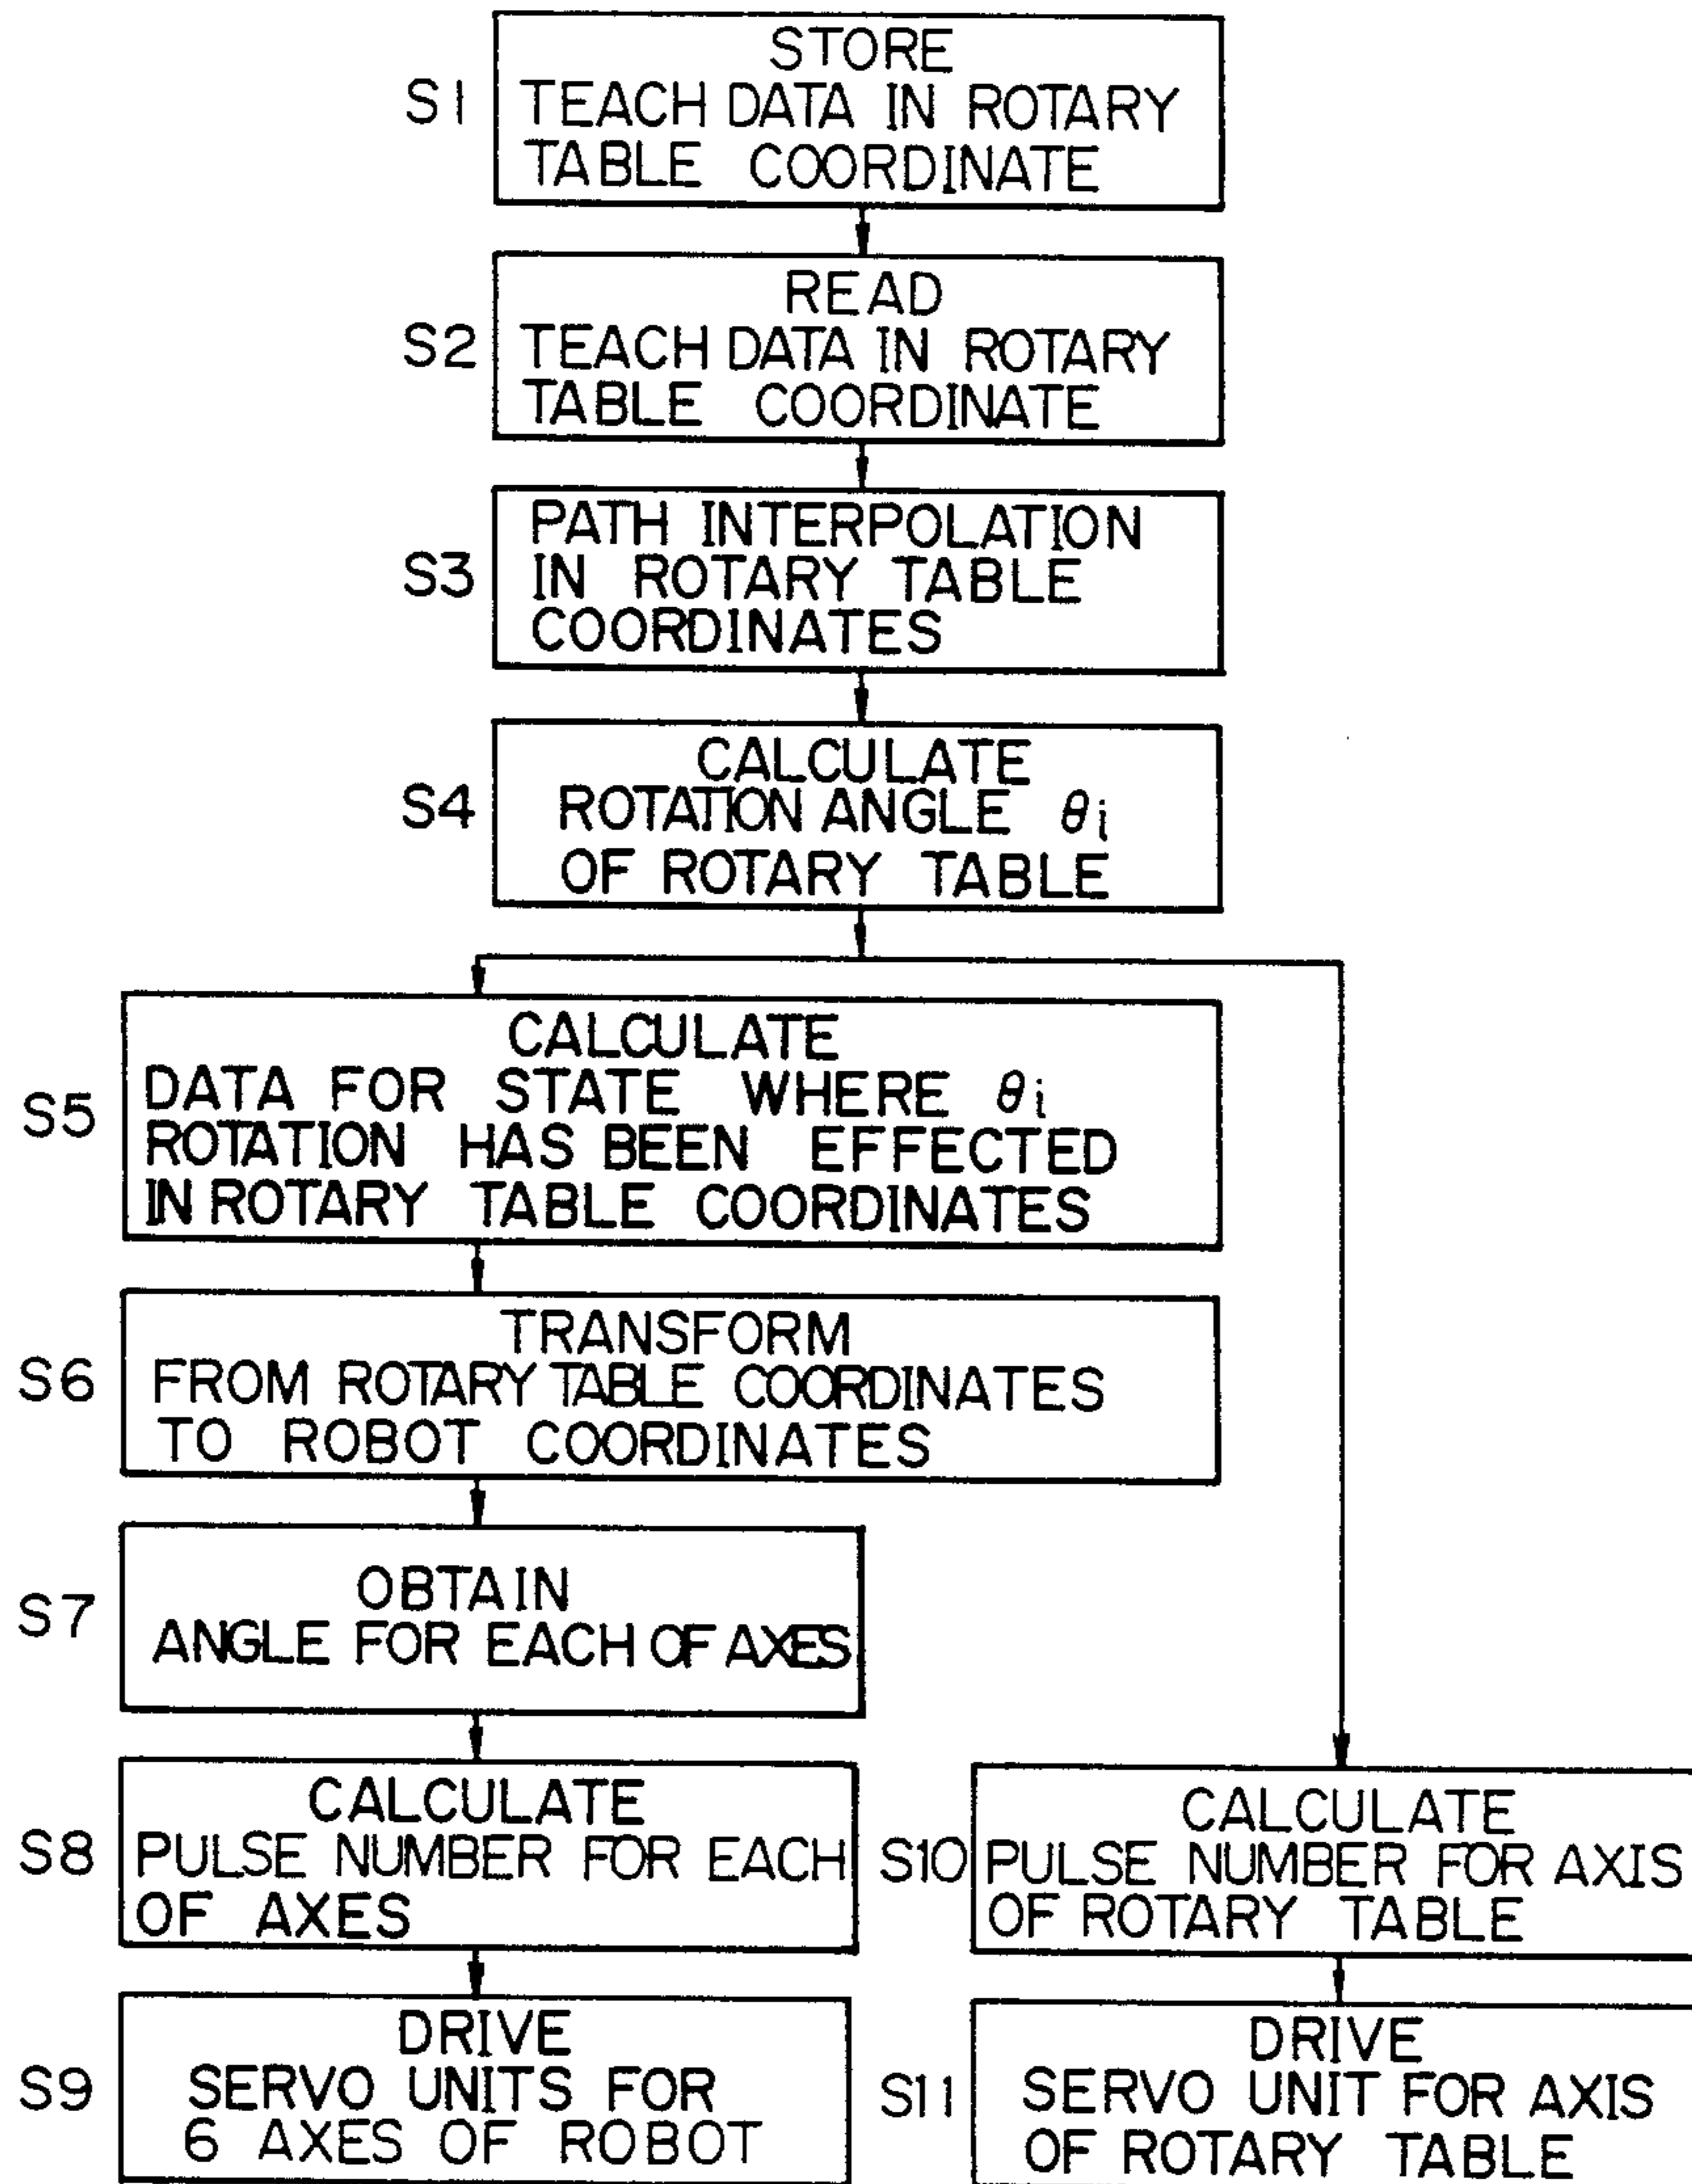 S1
STORE
TEACH DATA IN ROTARY
TABLE COORDINATE
S2
READ
TEACH DATA IN ROTARY
TABLE COORDINATE
S3
PATH INTERPOLATION
IN ROTARY TABLE
COORDINATES
S4
CALCULATE
ROTATION ANGLE θi
OF ROTARY TABLE
S5
CALCULATE
DATA FOR STATE WHERE θi
ROTATION HAS BEEN EFFECTED
IN ROTARY TABLE COORDINATES
S6
TRANSFORM
FROM ROTARY TABLE COORDINATES
TO ROBOT COORDINATES
S7
OBTAIN
ANGLE FOR EACH OF AXES
S8
CALCULATE
PULSE NUMBER FOR EACH
OF AXES
S9
DRIVE
SERVO UNITS FOR
6 AXES OF ROBOT
S10
CALCULATE
PULSE NUMBER FOR AXIS
OF ROTARY TABLE
S11
DRIVE
SERVO UNIT FOR AXIS
OF ROTARY TABLE